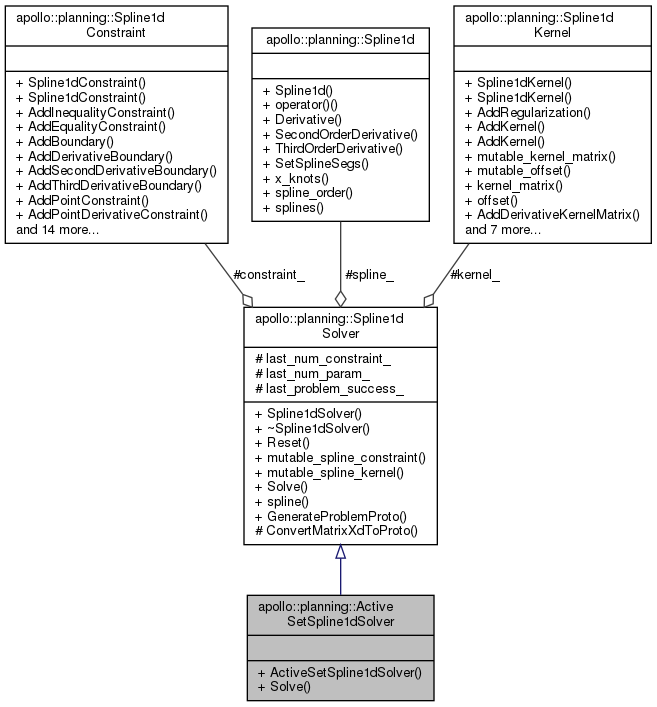 apollo::planning::Spline1d
Constraint
+ Spline1dConstraint()
+ Spline1dConstraint()
+ AddInequalityConstraint()
+ AddEqualityConstraint()
+ AddBoundary()
+ AddDerivativeBoundary()
+ AddSecondDerivativeBoundary()
+ AddThirdDerivativeBoundary()
+ AddPointConstraint()
+ AddPointDerivativeConstraint()
and 14 more...
apollo::planning::Spline1d
+ Spline1d()
+ operator()()
+ Derivative()
+ SecondOrderDerivative()
+ ThirdOrderDerivative()
+ SetSplineSegs()
+ x_knots()
+ spline_order()
+ splines()
apollo::planning::Spline1d
Kernel
+ Spline1dKernel()
+ Spline1dKernel()
+ AddRegularization()
+ AddKernel()
+ AddKernel()
+ mutable_kernel_matrix()
+ mutable_offset()
+ kernel_matrix()
+ offset()
+ AddDerivativeKernelMatrix()
and 7 more...
#constraint_
#spline_
#kernel_
apollo::planning::Spline1d
Solver
# last_num_constraint_
# last_num_param_
# last_problem_success_
+ Spline1dSolver()
+ ~Spline1dSolver()
+ Reset()
+ mutable_spline_constraint()
+ mutable_spline_kernel()
+ Solve()
+ spline()
+ GenerateProblemProto()
# ConvertMatrixXdToProto()
apollo::planning::Active
SetSpline1dSolver
+ ActiveSetSpline1dSolver()
+ Solve()